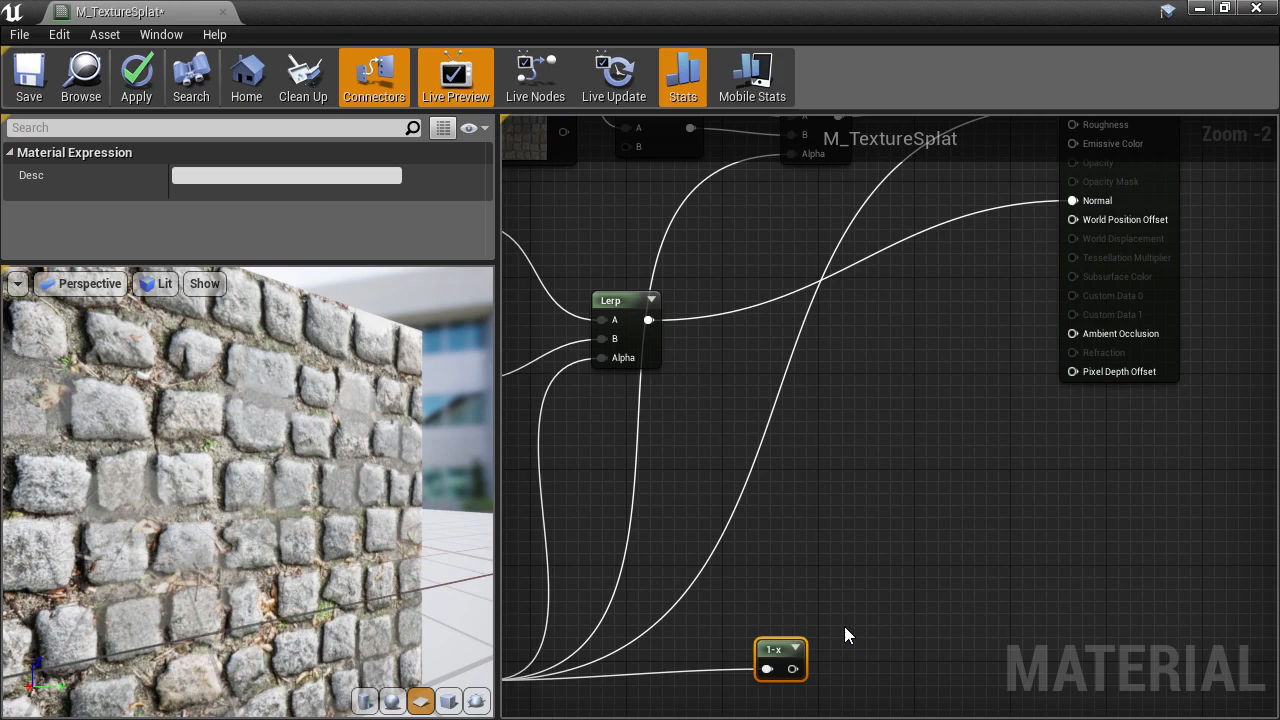 M_TextureSplat*
File Edit Asset Window Help
Save Browse Apply Search Home Clean Up Connectors Live Preview Live Nodes Live Update Stats Mobile Stats
Search
Material Expression
Desc
Perspective Lit Show
M_TextureSplat
Zoom -2
A
B
A
B
Alpha
Lerp
A
B
Alpha
1-x
Roughness
Emissive Color
Opacity
Opacity Mask
Normal
World Position Offset
World Displacement
Tessellation Multiplier
Subsurface Color
Custom Data 0
Custom Data 1
Ambient Occlusion
Refraction
Pixel Depth Offset
MATERIAL